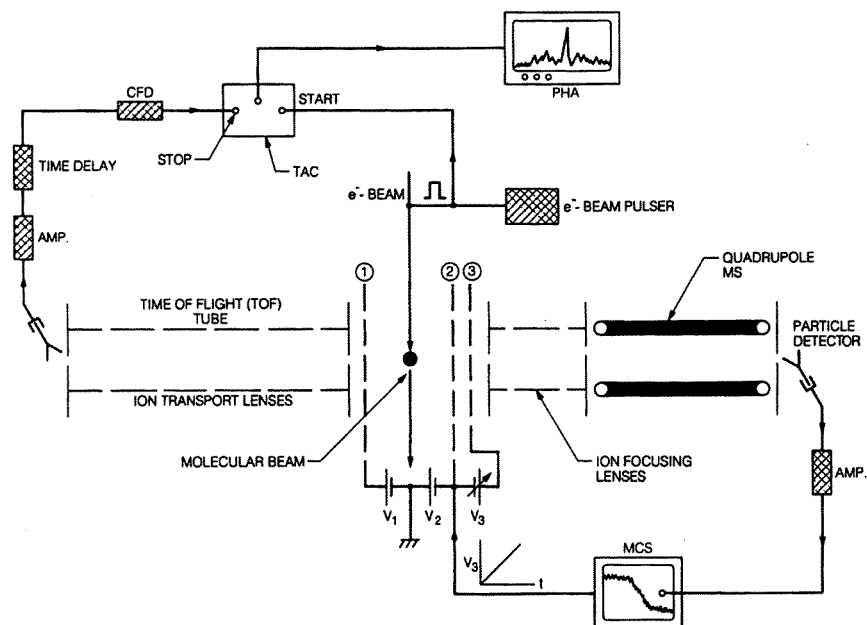 CFD
START
PHA
STOP
TAC
TIME DELAY
e⁻- BEAM
e⁻- BEAM PULSER
AMP.
① ② ③
QUADRUPOLE
MS
TIME OF FLIGHT (TOF)
TUBE
PARTICLE
DETECTOR
ION TRANSPORT LENSES
MOLECULAR BEAM
ION FOCUSING
LENSES
AMP.
V₁ V₂ V₃
MCS
V₃
t